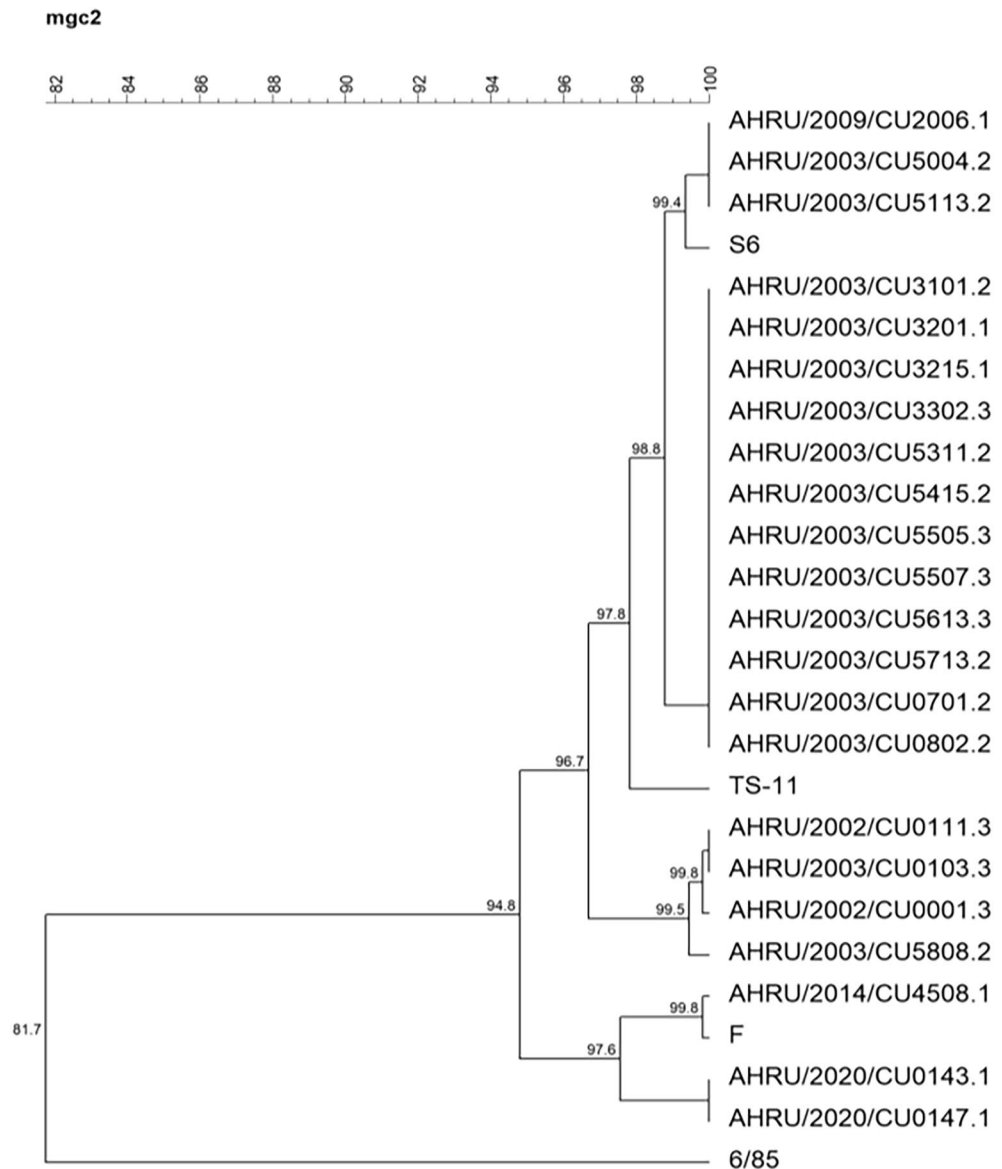 mgc2
82 84 86 88 90 92 94 96 98 100
AHRU/2009/CU2006.1
AHRU/2003/CU5004.2
99.4 AHRU/2003/CU5113.2
S6
AHRU/2003/CU3101.2
AHRU/2003/CU3201.1
AHRU/2003/CU3215.1
AHRU/2003/CU3302.3
98.8 AHRU/2003/CU5311.2
AHRU/2003/CU5415.2
AHRU/2003/CU5505.3
AHRU/2003/CU5507.3
97.8 AHRU/2003/CU5613.3
AHRU/2003/CU5713.2
AHRU/2003/CU0701.2
96.7 AHRU/2003/CU0802.2
TS-11
AHRU/2002/CU0111.3
99.8 AHRU/2003/CU0103.3
94.8 99.5 AHRU/2002/CU0001.3
AHRU/2003/CU5808.2
99.8 AHRU/2014/CU4508.1
81.7 F
97.6 AHRU/2020/CU0143.1
AHRU/2020/CU0147.1
6/85